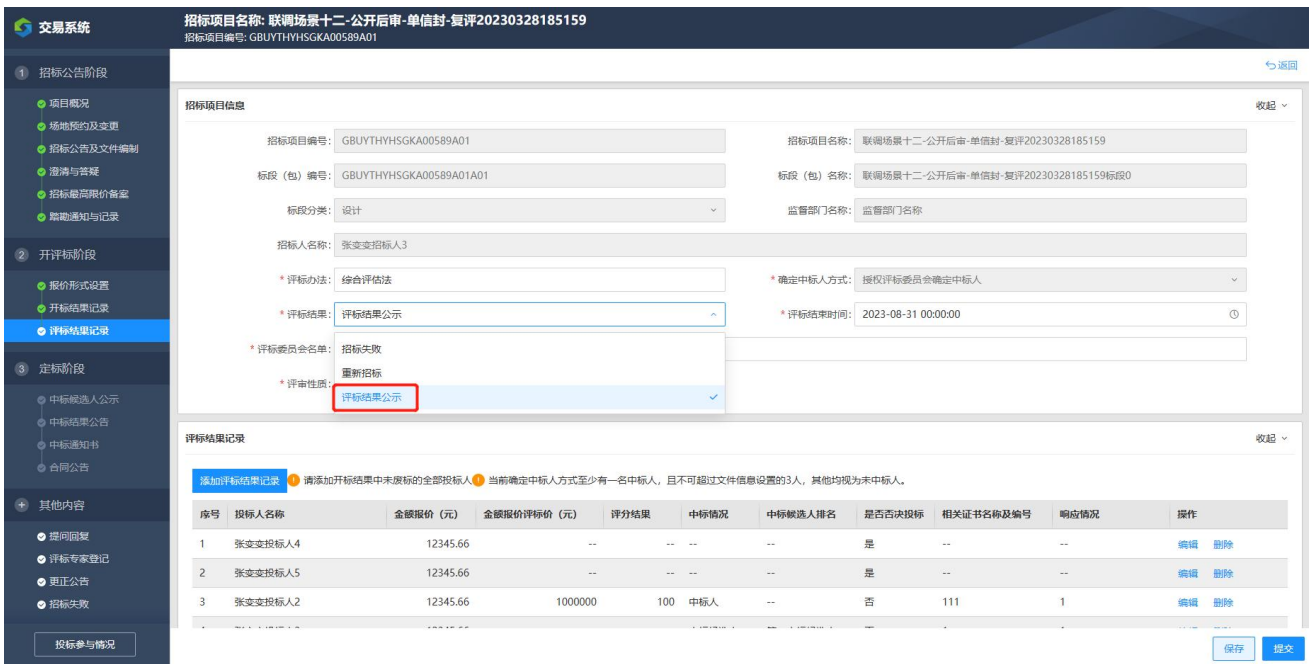 交易系统
招标项目名称: 联调场景十二-公开后审-单信封-复评20230328185159
招标项目编号: GBUYTHYHSGKA00589A01
1 招标公告阶段
项目概况
场地预约及变更
招标公告及文件编制
澄清与答疑
招标最高限价备案
踏勘通知与记录
2 开评标阶段
报价形式设置
开标结果记录
评标结果记录
3 定标阶段
中标候选人公示
中标结果公告
中标通知书
合同公告
其他内容
提问回复
评标专家登记
更正公告
招标失败
投标参与情况
返回
招标项目信息 收起
招标项目编号: GBUYTHYHSGKA00589A01 招标项目名称: 联调场景十二-公开后审-单信封-复评20230328185159
标段（包）编号: GBUYTHYHSGKA00589A01A01 标段（包）名称: 联调场景十二-公开后审-单信封-复评20230328185159标段0
标段分类: 设计 监督部门名称: 监督部门名称
招标人名称: 张变变招标人3
* 评标办法: 综合评估法 * 确定中标人方式: 授权评标委员会确定中标人
* 评标结果: 评标结果公示 * 评标结束时间: 2023-08-31 00:00:00
* 评标委员会名单:
招标失败
重新招标
* 评审性质:
评标结果公示
评标结果记录 收起
添加评标结果记录 请添加开标结果中未废标的全部投标人 当前确定中标人方式至少有一名中标人，且不可超过文件信息设置的3人，其他均视为未中标人。
序号 投标人名称 金额报价（元） 金额报价评标价（元） 评分结果 中标情况 中标候选人排名 是否否决投标 相关证书名称及编号 响应情况 操作
1 张变变投标人4 12345.66 -- -- -- -- 是 -- -- 编辑 删除
2 张变变投标人5 12345.66 -- -- -- -- 是 -- -- 编辑 删除
3 张变变投标人2 12345.66 1000000 100 中标人 -- 否 111 1 编辑 删除
保存 提交